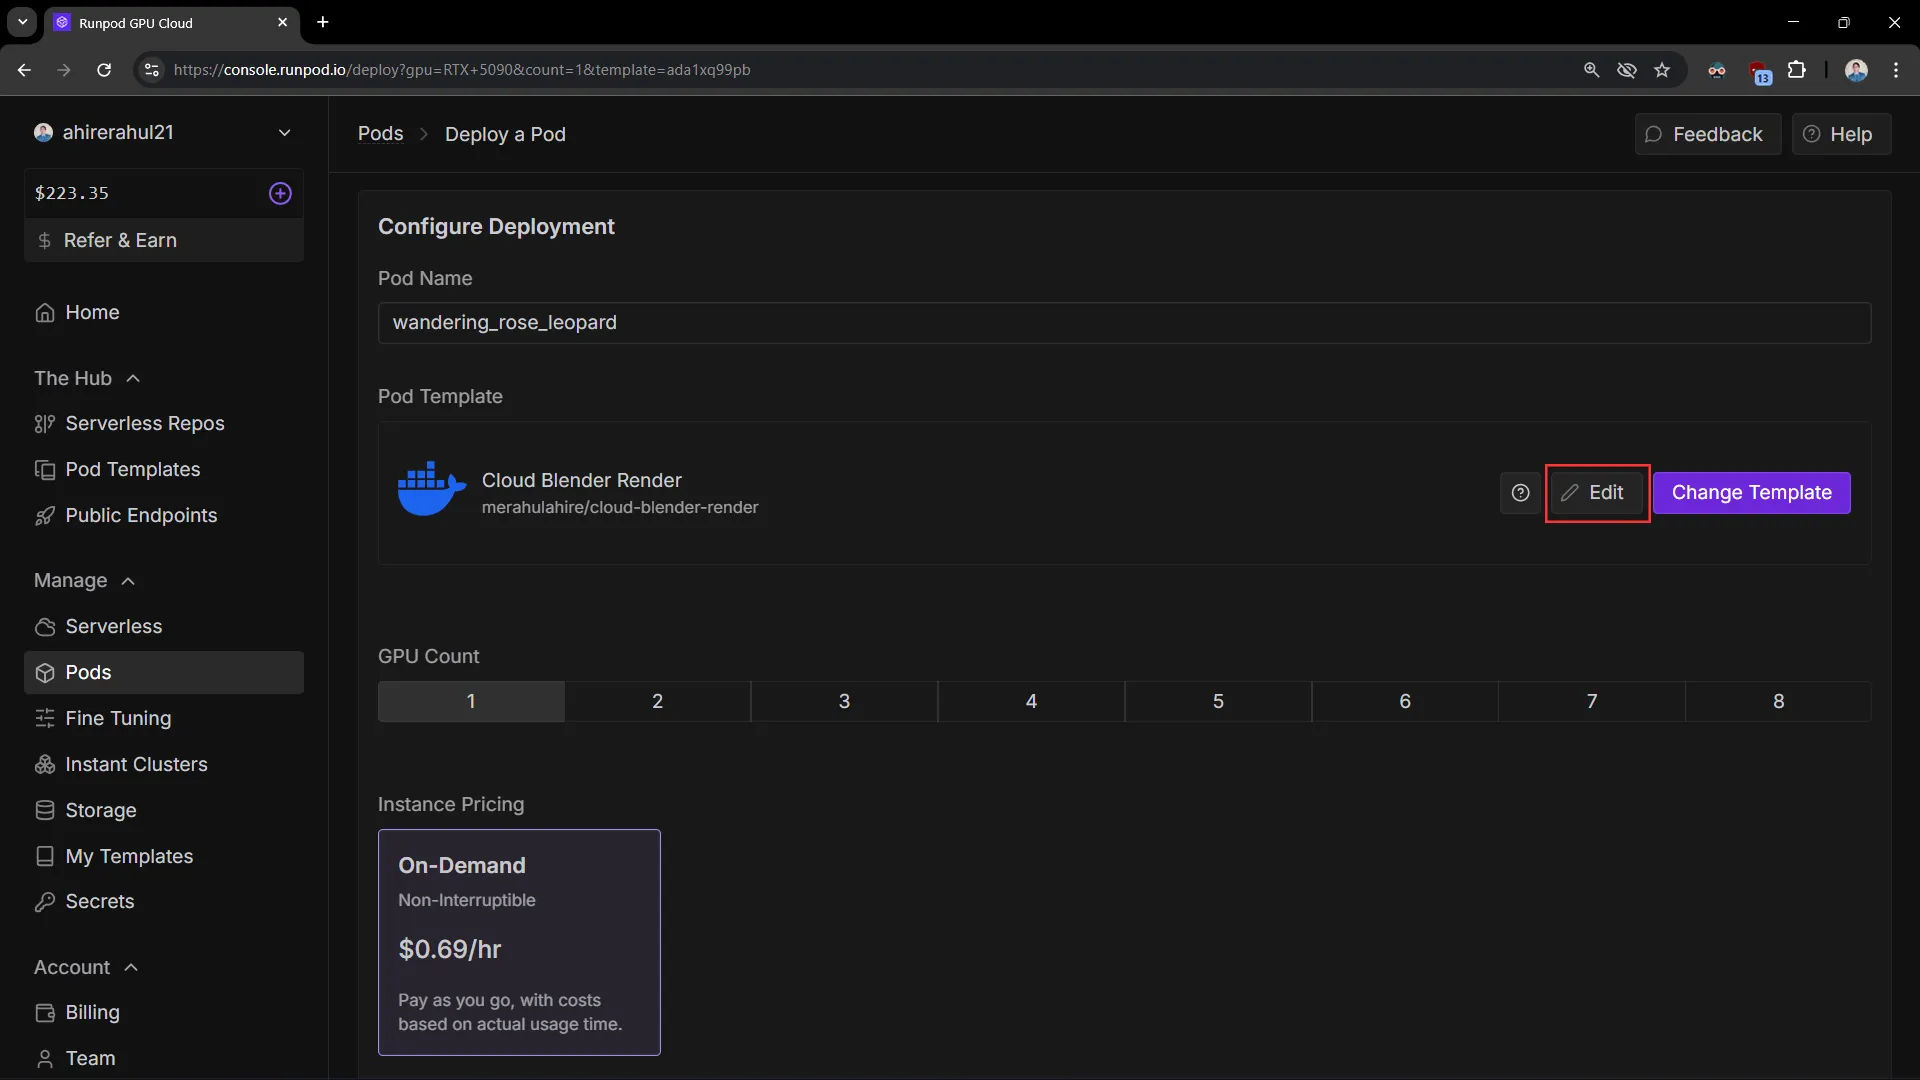 Runpod GPU Cloud
https://console.runpod.io/deploy?gpu=RTX+5090&count=1&template=ada1xq99pb
13
ahirerahul21
$223.35
Refer & Earn
Home
The Hub
Serverless Repos
Pod Templates
Public Endpoints
Manage
Serverless
Pods
Fine Tuning
Instant Clusters
Storage
My Templates
Secrets
Account
Billing
Team
Pods > Deploy a Pod
Feedback
Help
Configure Deployment
Pod Name
wandering_rose_leopard
Pod Template
Cloud Blender Render
merahulahire/cloud-blender-render
Edit
Change Template
GPU Count
1 2 3 4 5 6 7 8
Instance Pricing
On-Demand
Non-Interruptible
$0.69/hr
Pay as you go, with costs
based on actual usage time.